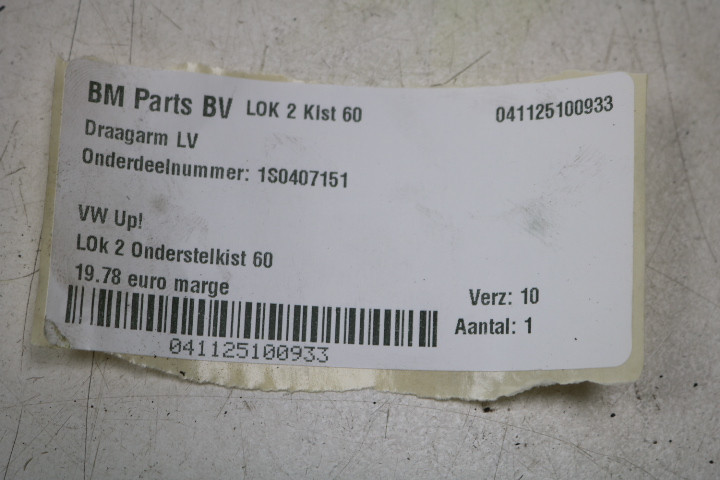 BM Parts BV LOK 2 KIst 60 041125100933
Draagarm LV
Onderdeelnummer: 1S0407151
VW Up!
LOk 2 Onderstelkist 60
19.78 euro marge
Verz: 10
Aantal: 1
041125100933